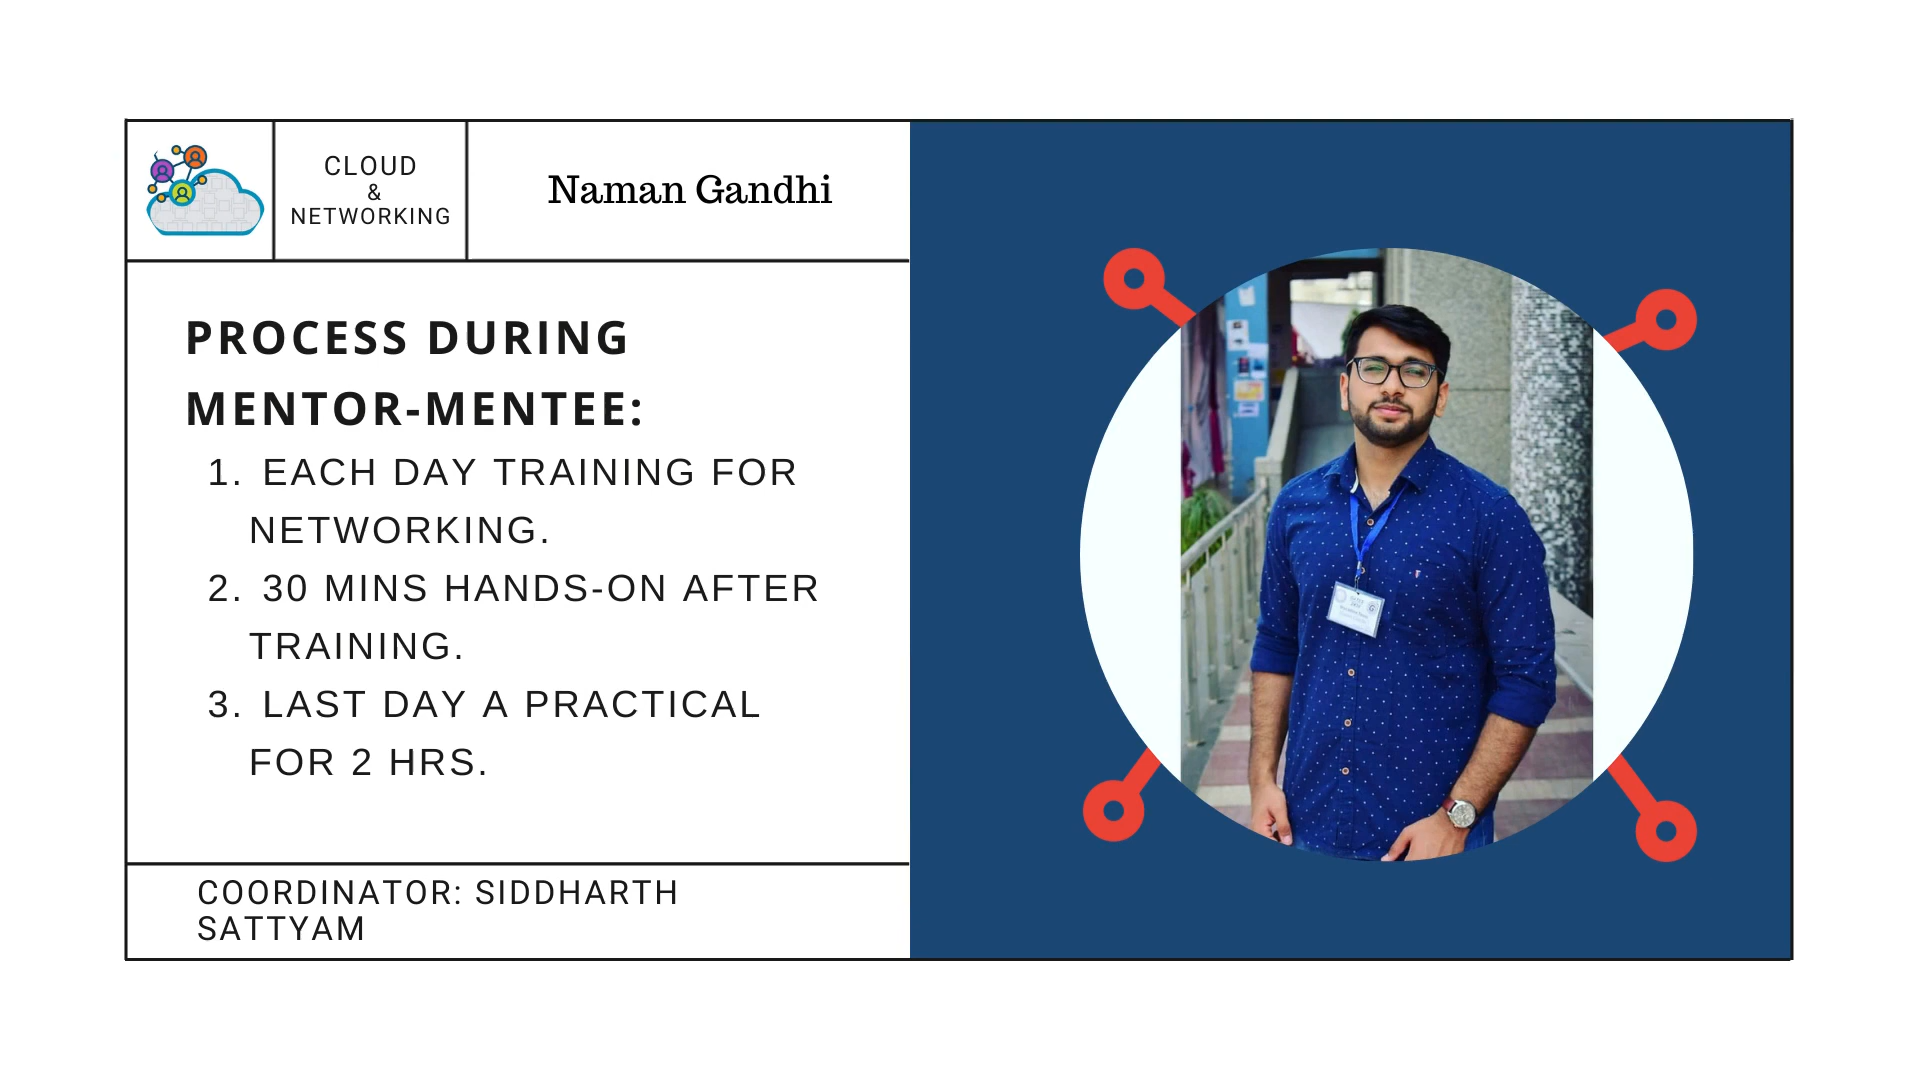 CLOUD
&
NETWORKING
Naman Gandhi
PROCESS DURING
MENTOR-MENTEE:
1. EACH DAY TRAINING FOR
NETWORKING.
2. 30 MINS HANDS-ON AFTER
TRAINING.
3. LAST DAY A PRACTICAL
FOR 2 HRS.
COORDINATOR: SIDDHARTH
SATTYAM